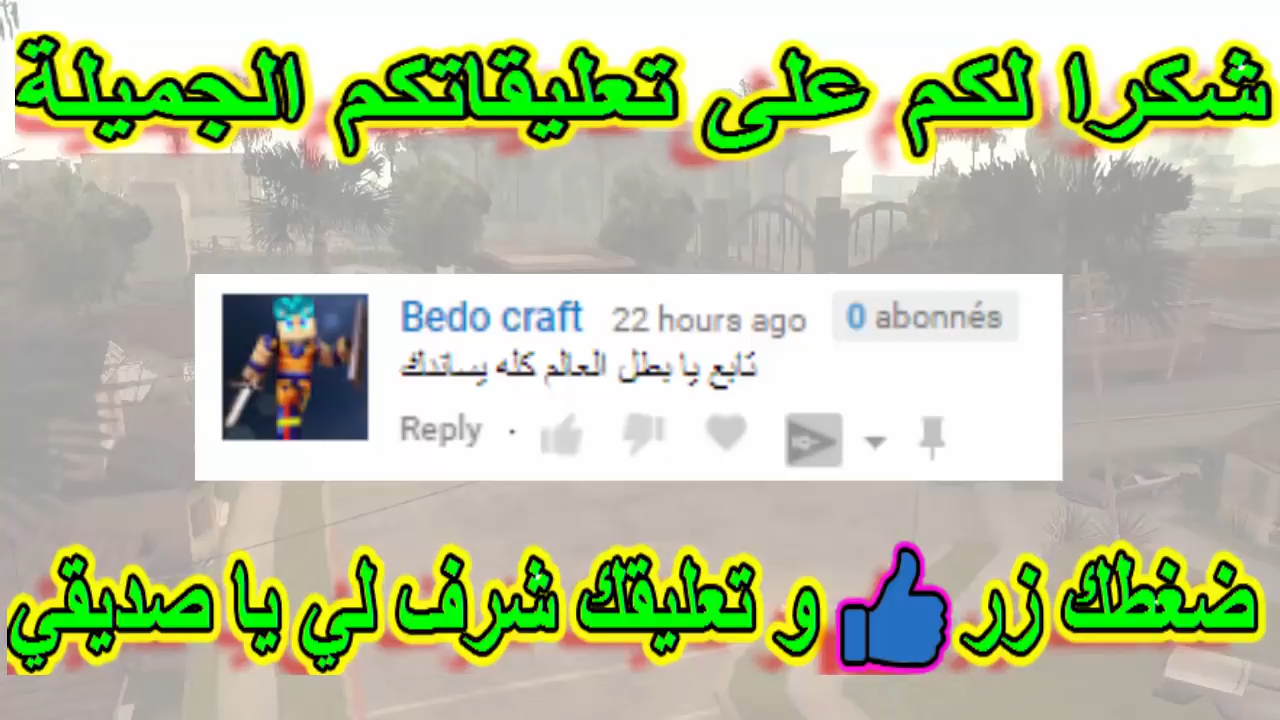 شكرا لكم على تعليقاتكم الجميلة
Bedo craft 22 hours ago 0 abonnés
تابع يا بطل العالم كله يساندك
Reply ·
ضغطك زر و تعليقك شرف لي يا صديقي